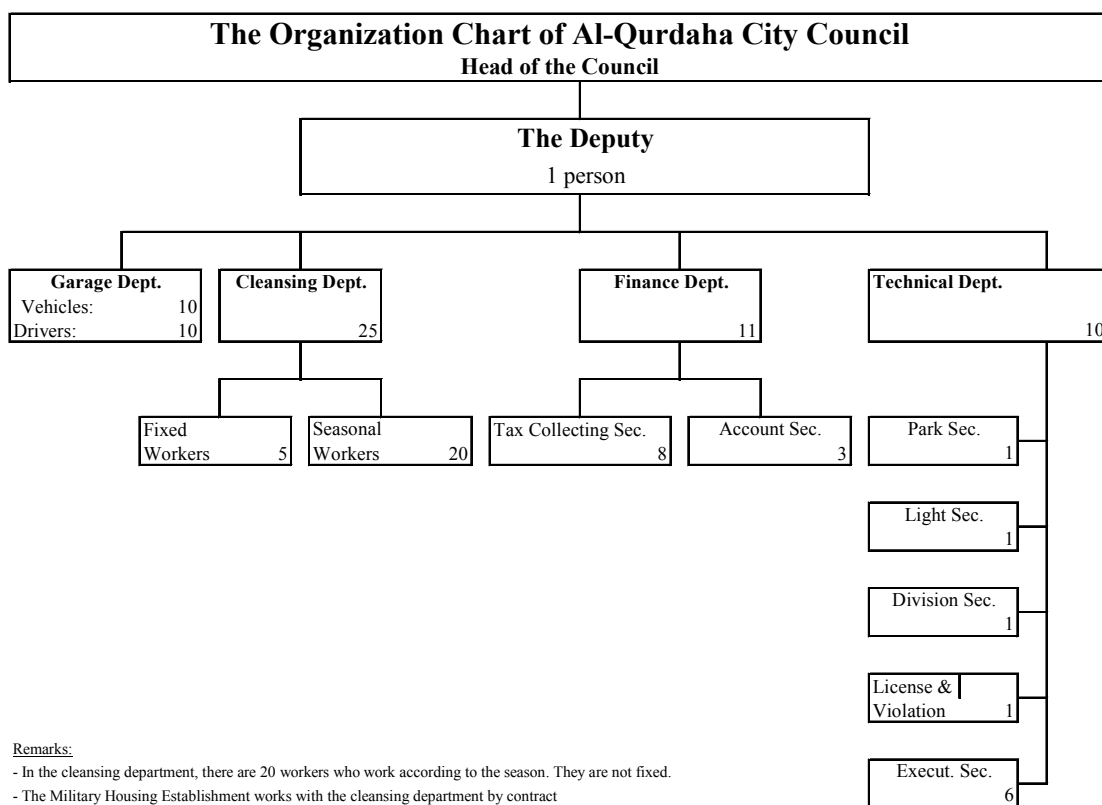 The Organization Chart of Al-Qurdaha City Council
Head of the Council
The Deputy
1 person
Garage Dept.
Vehicles: 10
Drivers: 10
Cleansing Dept.
25
Finance Dept.
11
Technical Dept.
10
Fixed
Workers 5
Seasonal
Workers 20
Tax Collecting Sec.
8
Account Sec.
3
Park Sec.
1
Light Sec.
1
Division Sec.
1
License &
Violation 1
Execut. Sec.
6
Remarks:
- In the cleansing department, there are 20 workers who work according to the season. They are not fixed.
- The Military Housing Establishment works with the cleansing department by contract